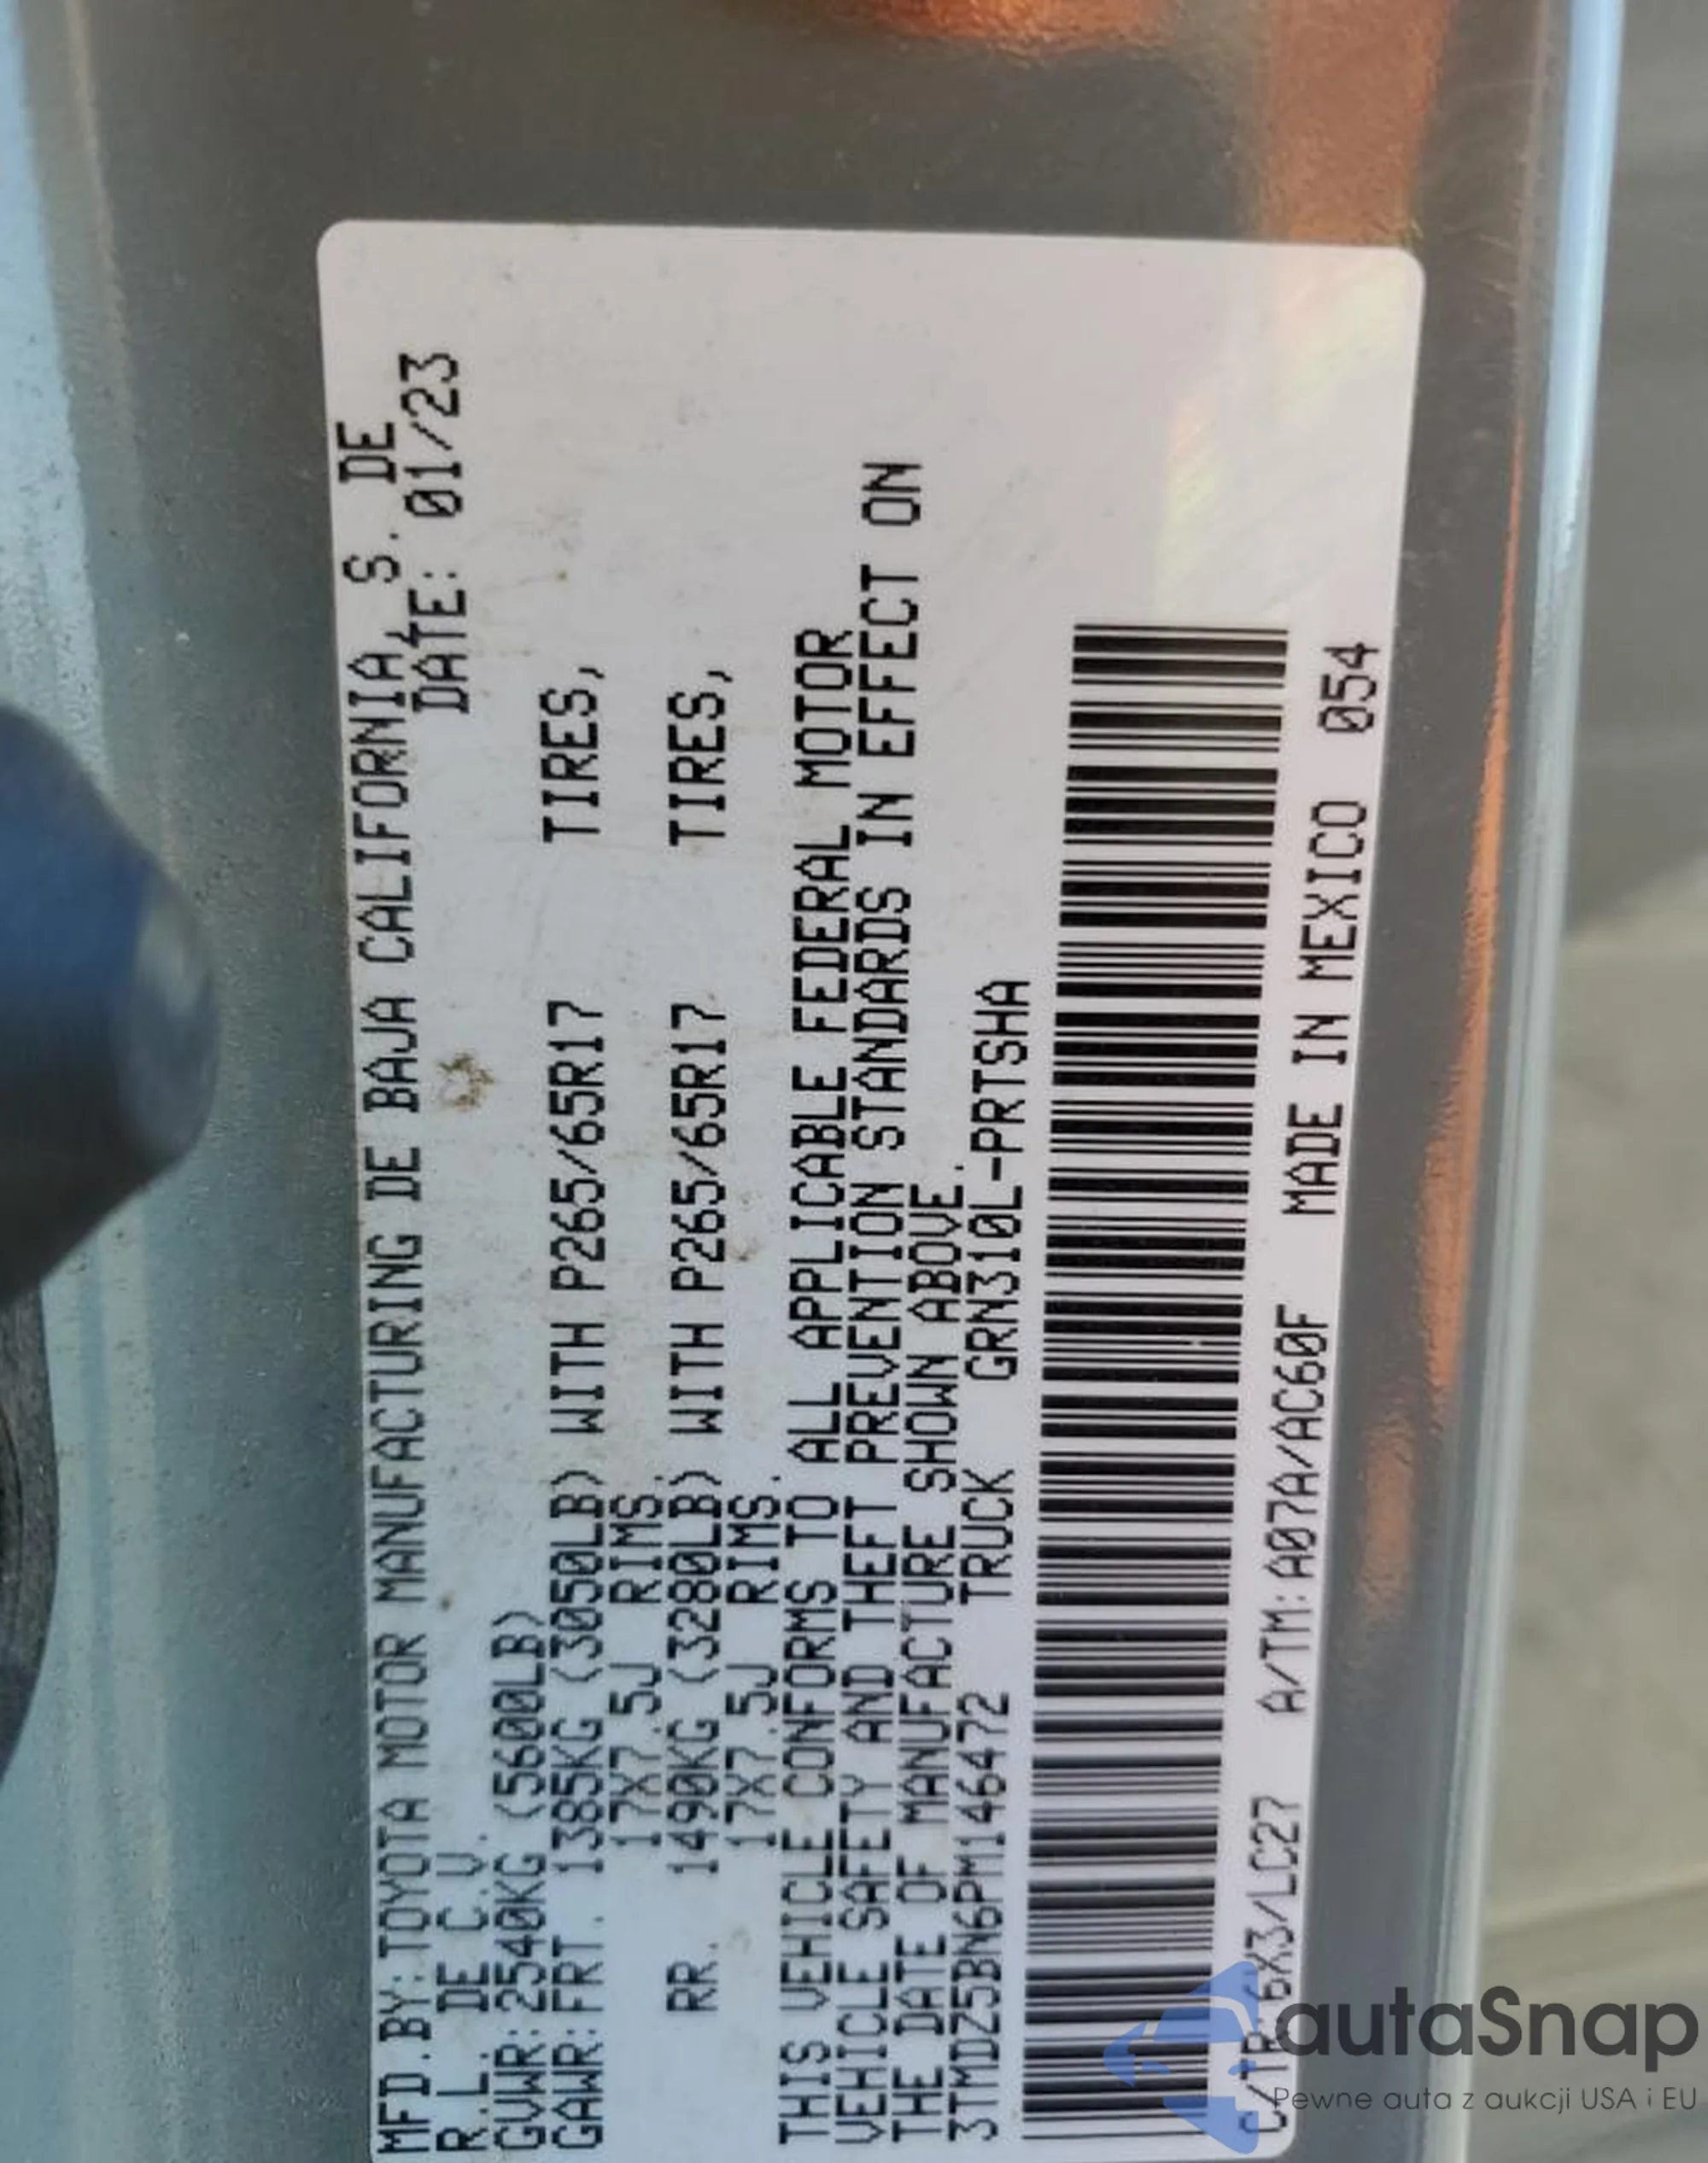 MFD.BY:TOYOTA MOTOR MANUFACTURING DE BAJA CALIFORNIA, S. DE
R.L. DE C.V. DATE: 01/23
GVWR:2540KG (5600LB)
GAWR:FRT. 1385KG (3050LB) WITH P265/65R17 TIRES,
17X7.5J RIMS.
RR. 1490KG (3280LB) WITH P265/65R17 TIRES,
17X7.5J RIMS.
THIS VEHICLE CONFORMS TO ALL APPLICABLE FEDERAL MOTOR
VEHICLE SAFETY AND THEFT PREVENTION STANDARDS IN EFFECT ON
THE DATE OF MANUFACTURE SHOWN ABOVE.
3TMDZ5BN6PM146472 TRUCK GRN310L-PRTSHA
C/TR:6X3/LC27 A/TM:A07A/AC60F MADE IN MEXICO 054
autaSnap
Pewne auta z aukcji USA i EU